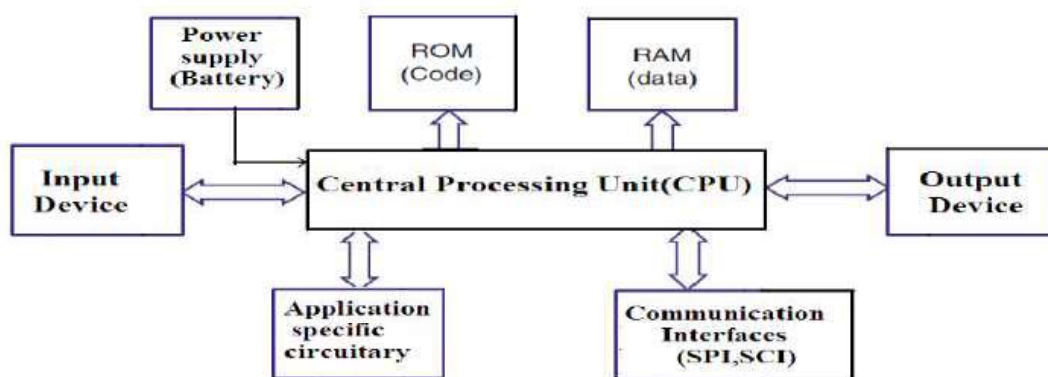 Power
supply
(Battery)
ROM
(Code)
RAM
(data)
Input
Device
Central Processing Unit(CPU)
Output
Device
Application
specific
circuitary
Communication
Interfaces
(SPI,SCI)